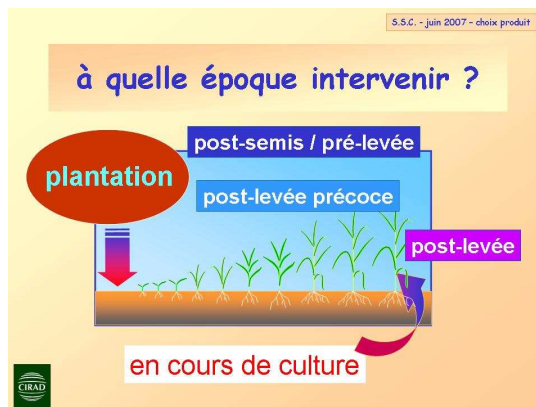 S.S.C. - juin 2007 - choix produit
à quelle époque intervenir ?
post-semis / pré-levée
plantation
post-levée précoce
post-levée
en cours de culture
CIRAD